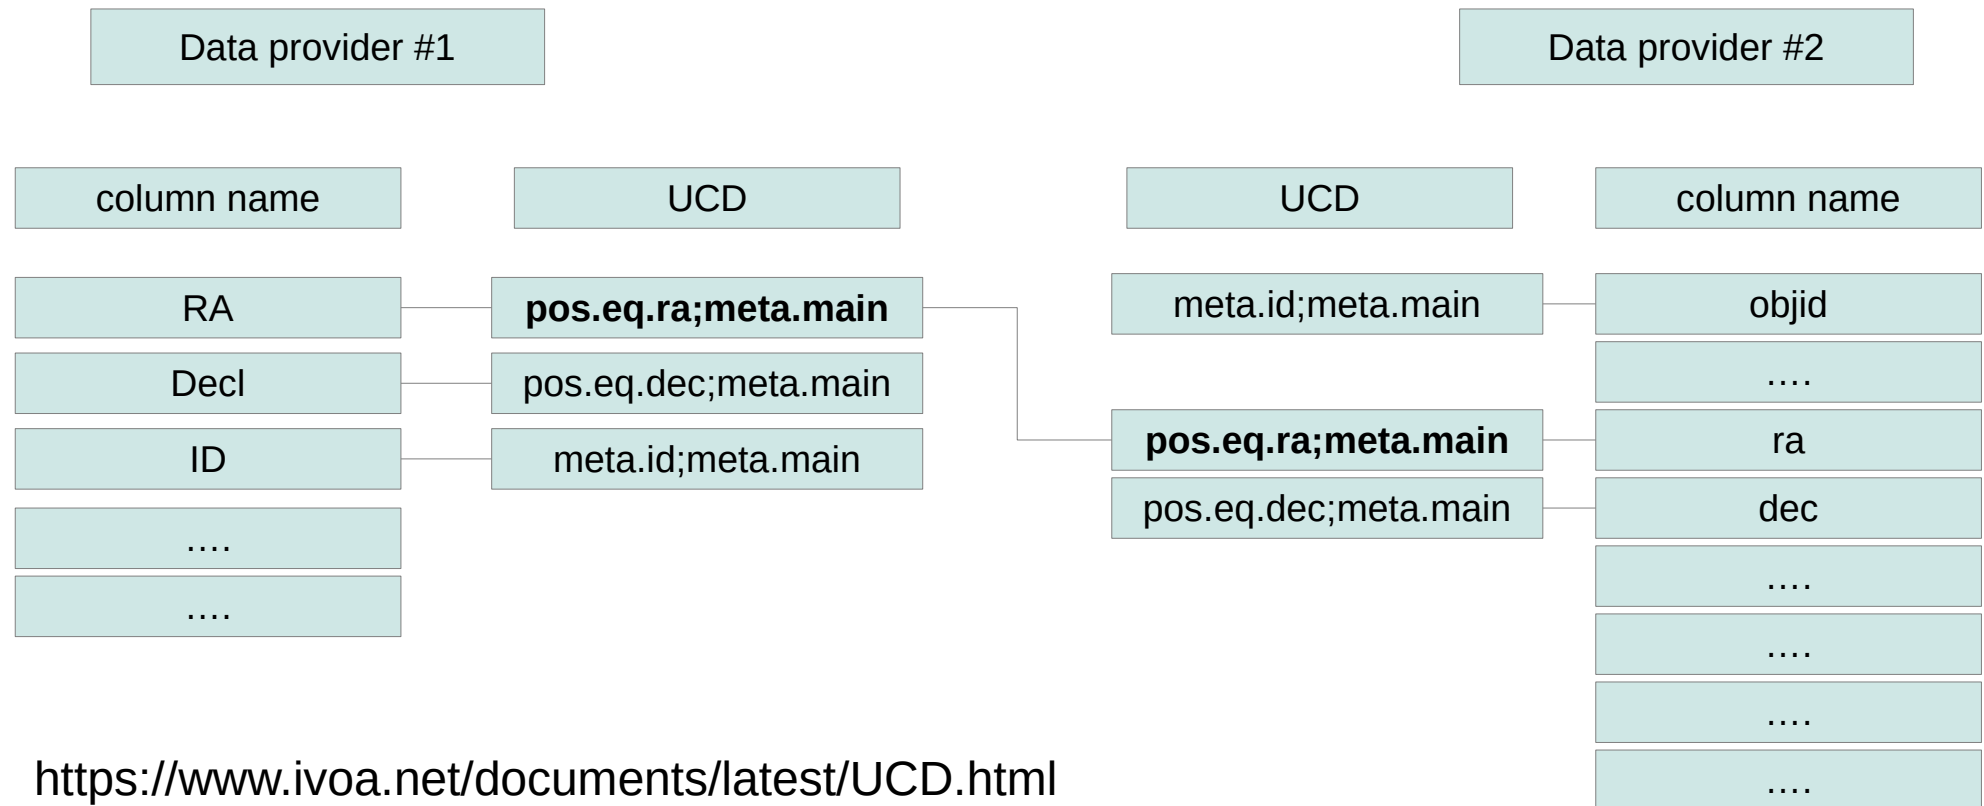 Data provider #1
Data provider #2
column name
UCD
UCD
column name
RA
pos.eq.ra;meta.main
meta.id;meta.main
objid
Decl
pos.eq.dec;meta.main
....
ID
meta.id;meta.main
pos.eq.ra;meta.main
ra
pos.eq.dec;meta.main
dec
....
....
....
....
....
https://www.ivoa.net/documents/latest/UCD.html
....